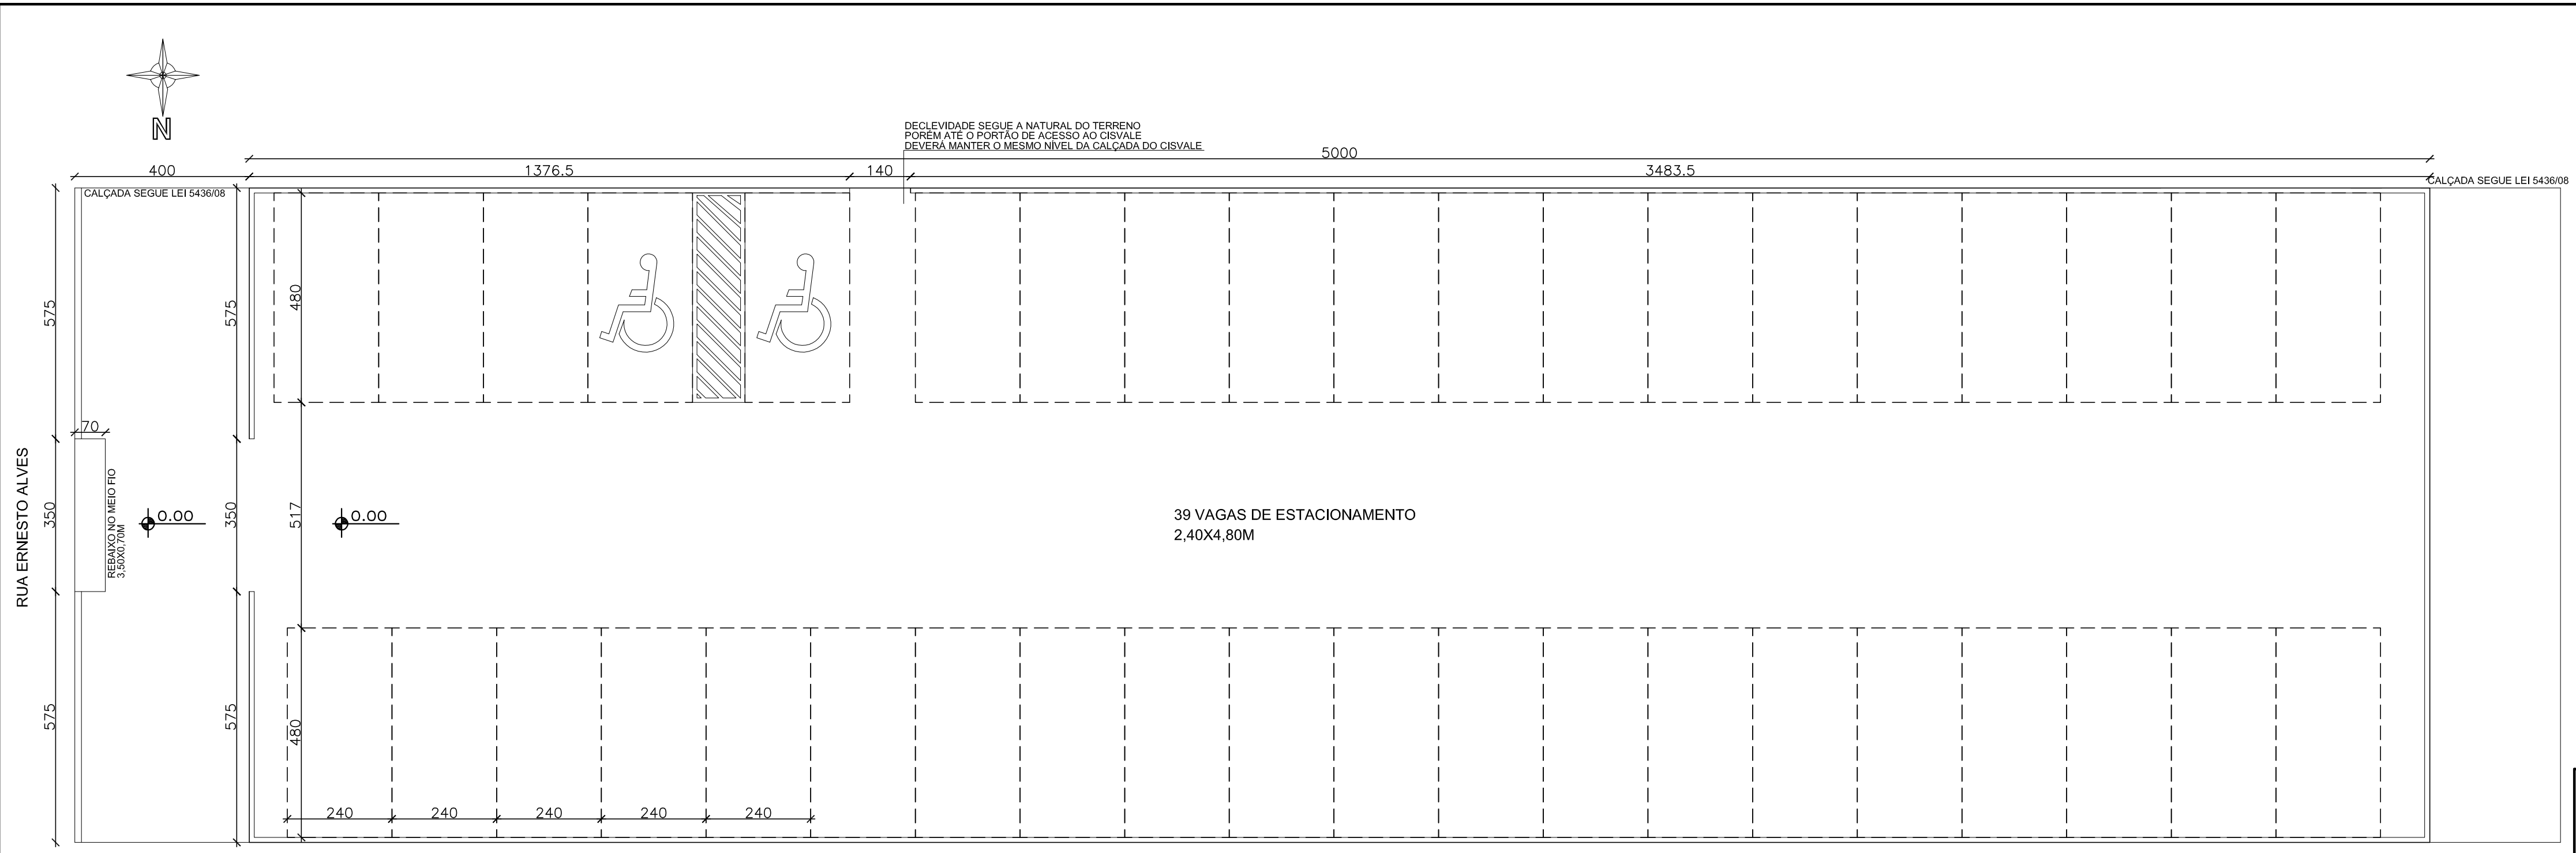 N
DECLEVIDADE SEGUE A NATURAL DO TERRENO
PORÉM ATÉ O PORTÃO DE ACESSO AO CISVALE
DEVERÁ MANTER O MESMO NÍVEL DA CALÇADA DO CISVALE
5000
400
1376.5
140
3483.5
CALÇADA SEGUE LEI 5436/08
CALÇADA SEGUE LEI 5436/08
575
575
480
70
RUA ERNESTO ALVES
350
REBAIXO NO MEIO FIO
3,50X0,70M
0.00
350
517
0.00
39 VAGAS DE ESTACIONAMENTO
2,40X4,80M
575
575
480
240
240
240
240
240